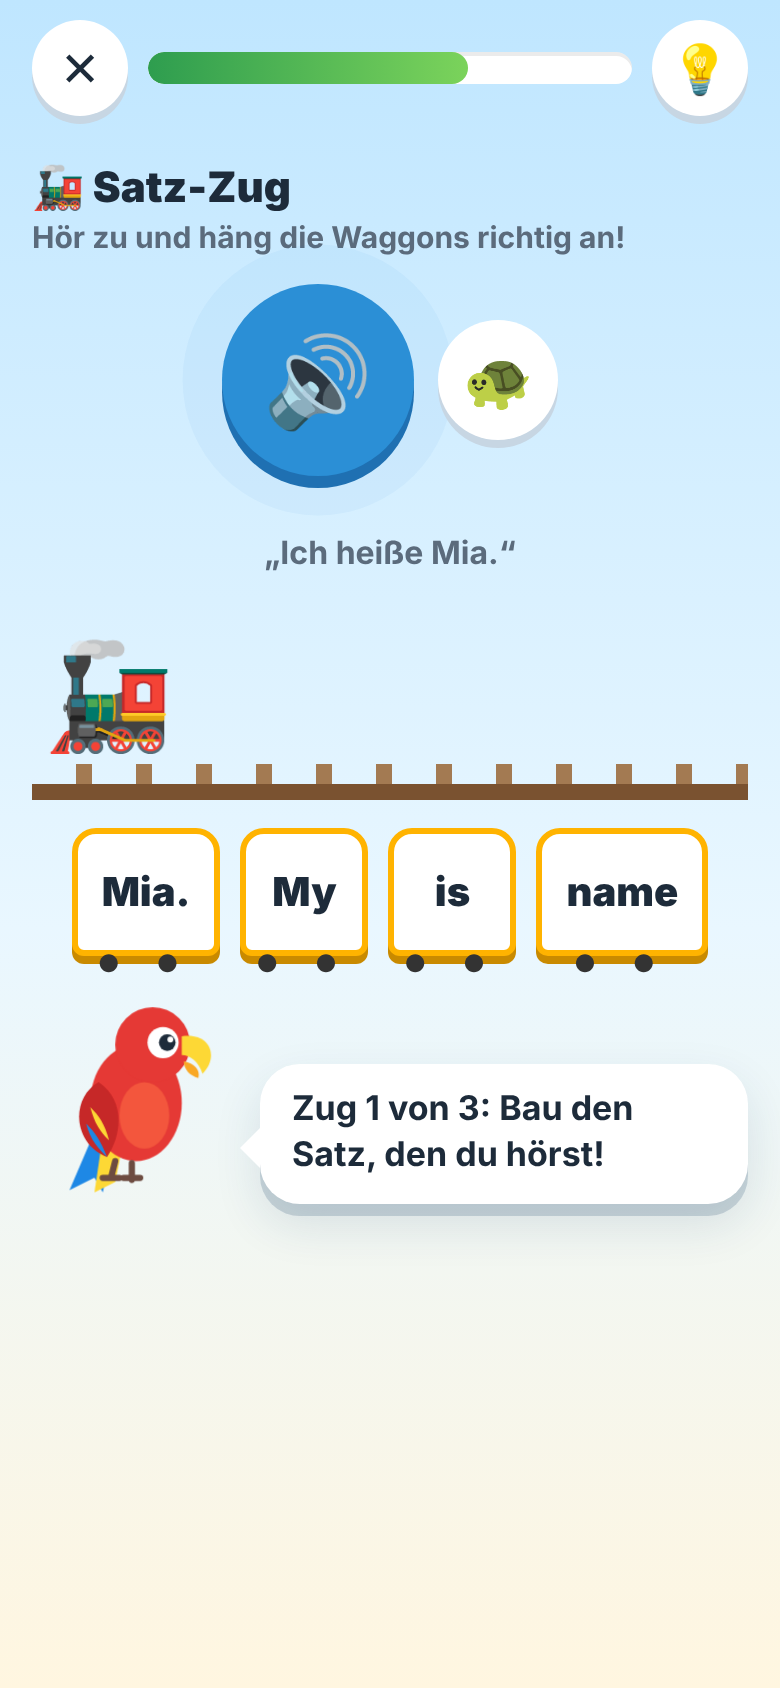 Satz-Zug
Hör zu und häng die Waggons richtig an!
„Ich heiße Mia.“
Mia. My is name
Zug 1 von 3: Bau den
Satz, den du hörst!